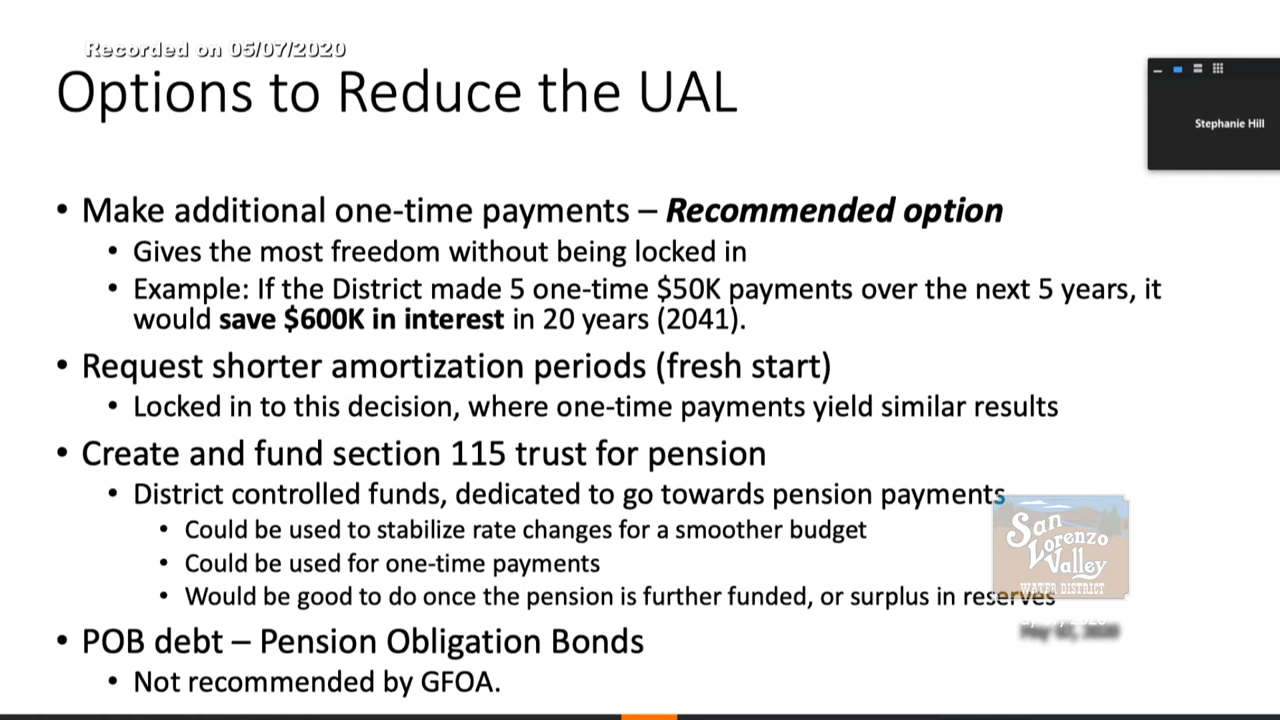 Recorded on 05/07/2020
Options to Reduce the UAL
Stephanie Hill
• Make additional one-time payments – Recommended option
• Gives the most freedom without being locked in
• Example: If the District made 5 one-time $50K payments over the next 5 years, it
would save $600K in interest in 20 years (2041).
• Request shorter amortization periods (fresh start)
• Locked in to this decision, where one-time payments yield similar results
• Create and fund section 115 trust for pension
• District controlled funds, dedicated to go towards pension payments
• Could be used to stabilize rate changes for a smoother budget
• Could be used for one-time payments
• Would be good to do once the pension is further funded, or surplus in reserves
San
Lorenzo
Valley
WATER DISTRICT
• POB debt – Pension Obligation Bonds
• Not recommended by GFOA.